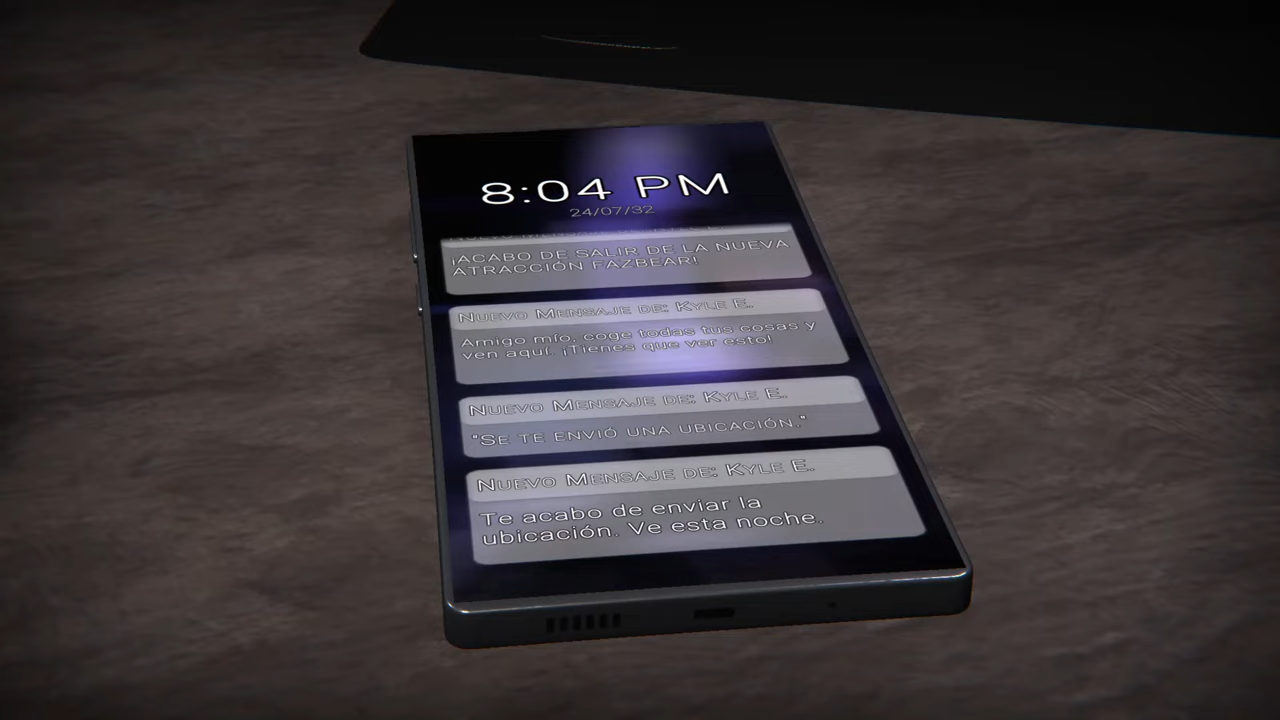 8:04 PM
24/07/32
¡ACABO DE SALIR DE LA NUEVA
ATRACCIÓN FAZBEAR!
NUEVO MENSAJE DE: KYLE E.
Amigo mío, coge todas tus cosas y
ven aquí. ¡Tienes que ver esto!
NUEVO MENSAJE DE: KYLE E.
"SE TE ENVIÓ UNA UBICACIÓN."
NUEVO MENSAJE DE: KYLE E.
Te acabo de enviar la
ubicación. Ve esta noche.